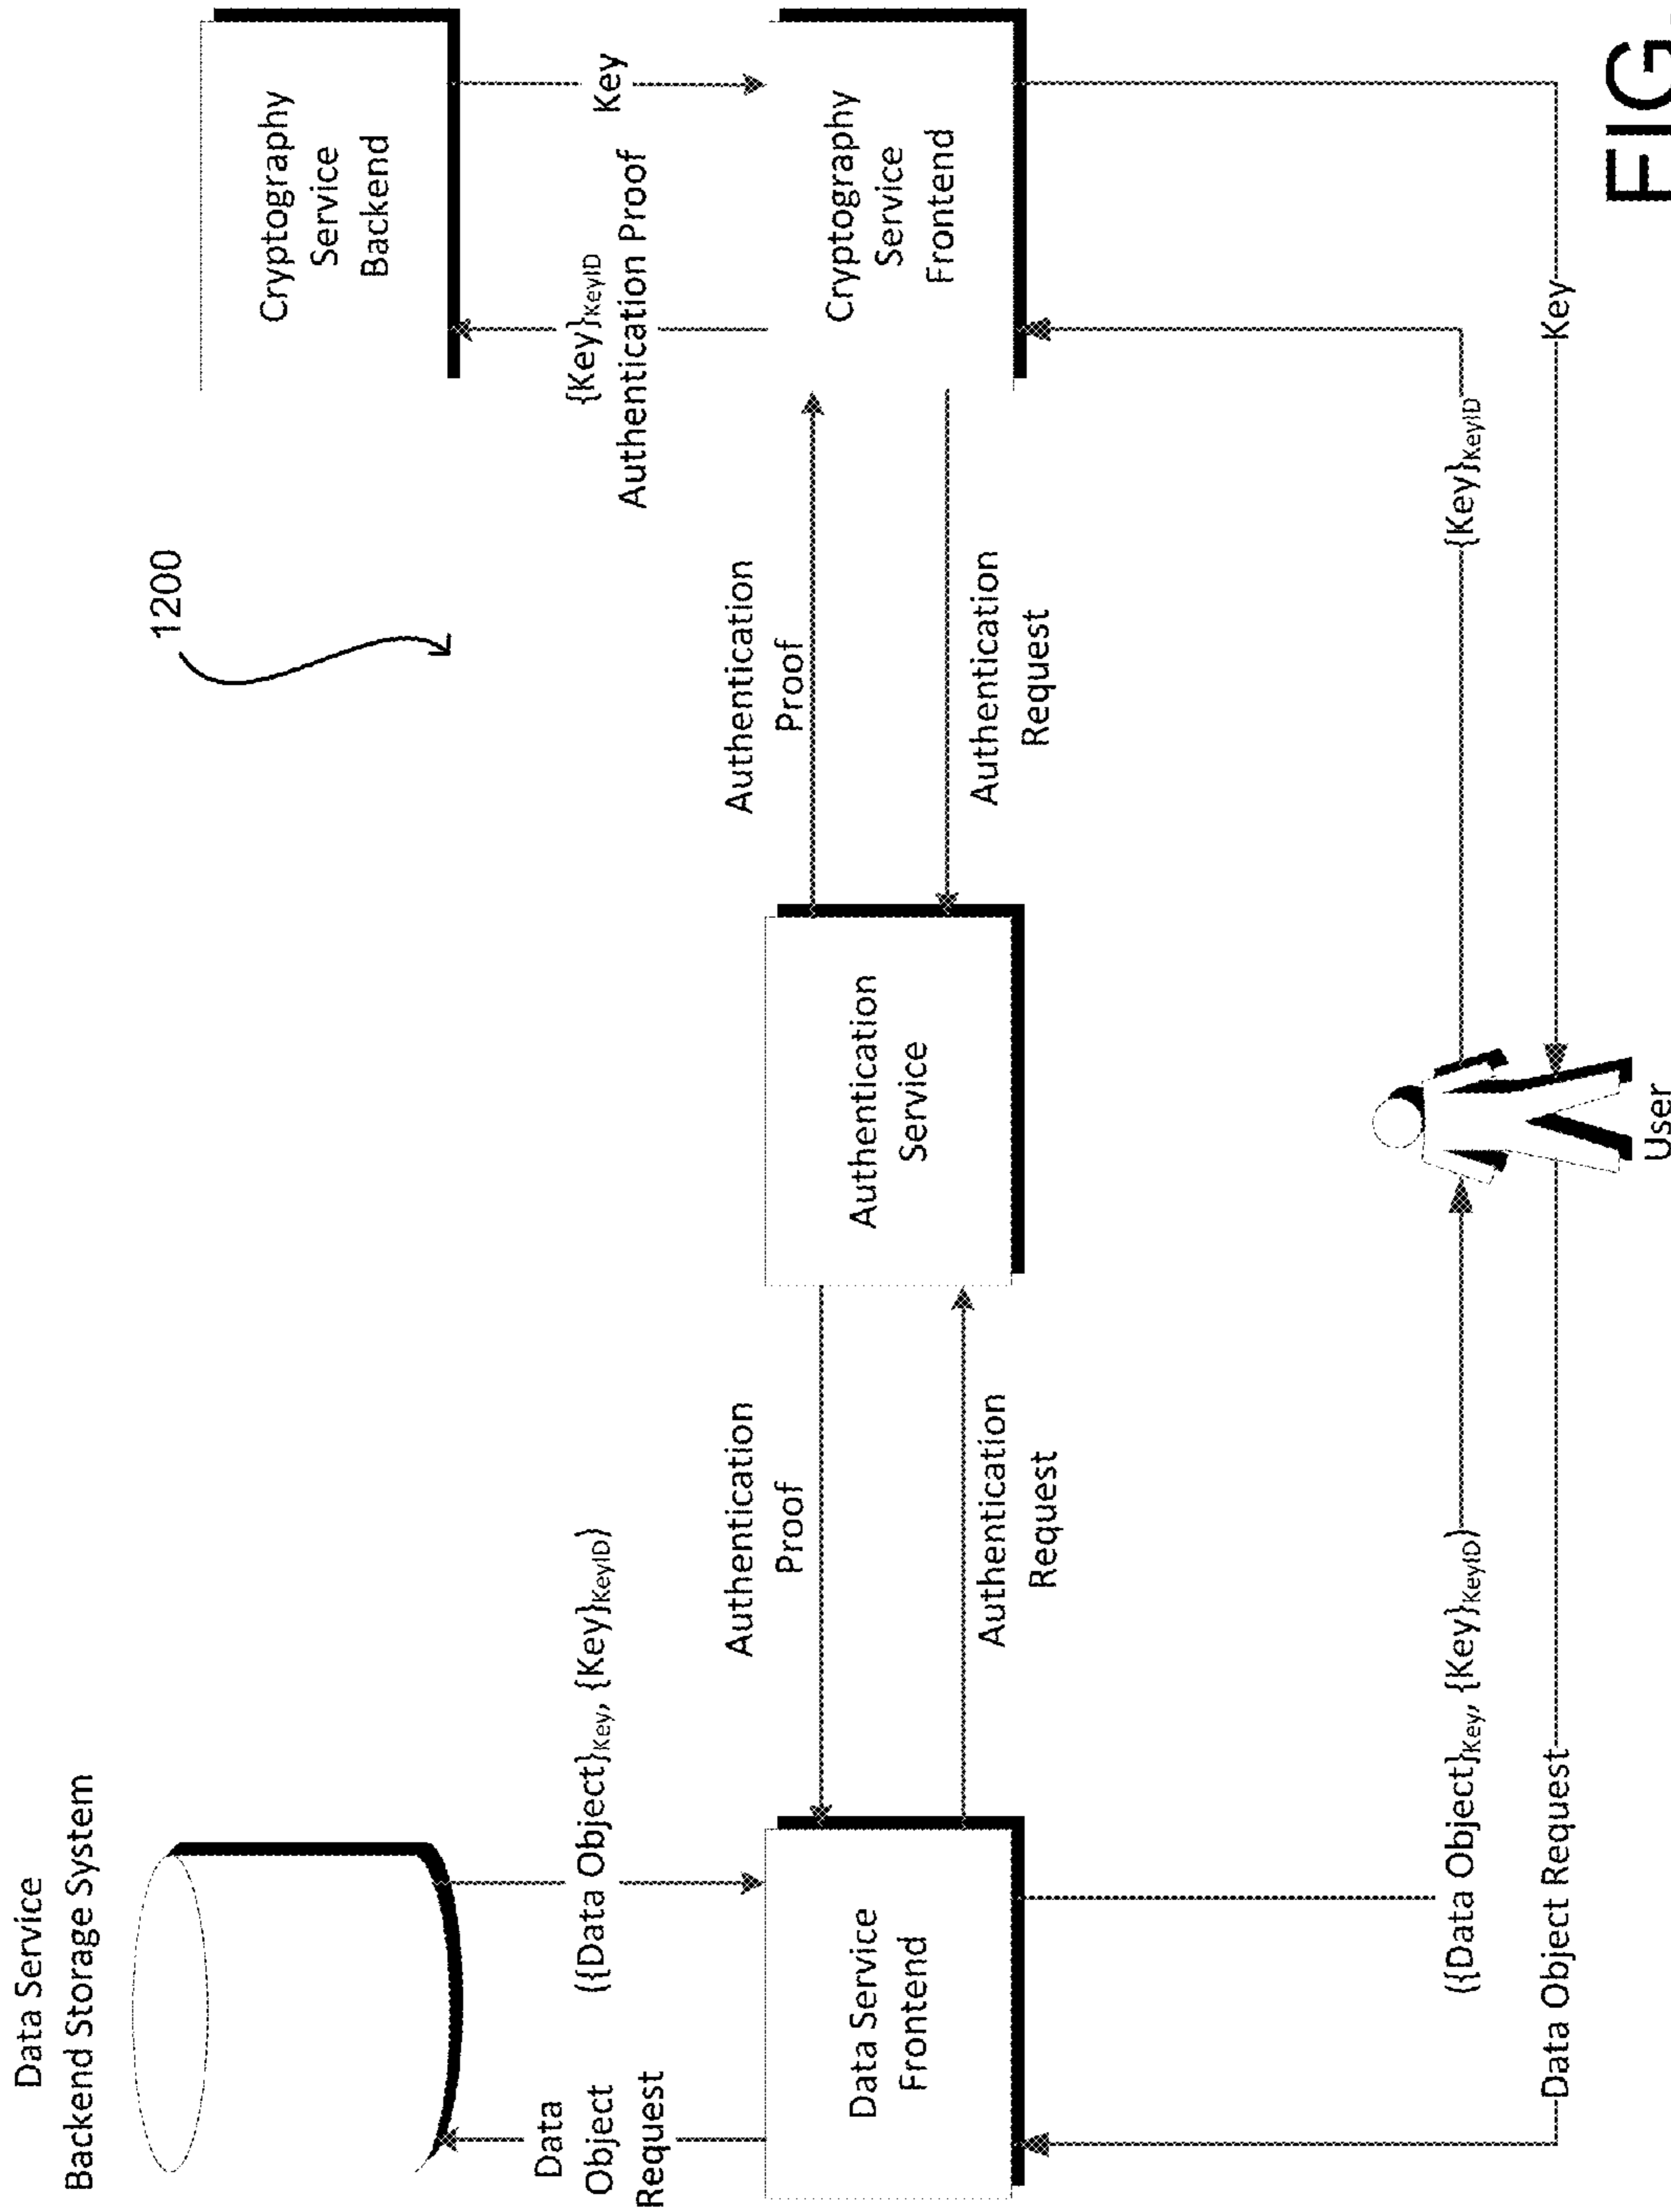 1200
Data Service
Backend Storage System
Cryptography
Service
Backend
Data
Object
Request
({Data Object}Key, {Key}KeyID)
{Key}KeyID
Authentication Proof
Key
Authentication
Proof
Authentication
Proof
Data Service
Frontend
Authentication
Service
Cryptography
Service
Frontend
Authentication
Request
Authentication
Request
({Data Object}Key, {Key}KeyID)
{Key}KeyID
Data Object Request
Key
User
FIG.